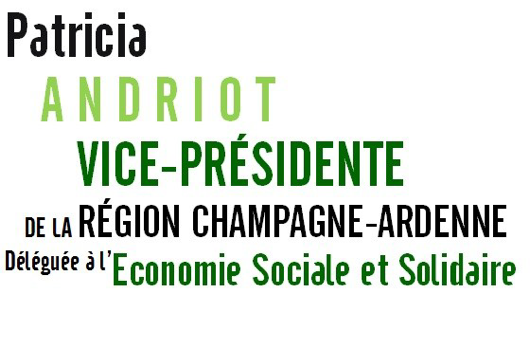 Patricia
ANDRIOT
VICE-PRÉSIDENTE
DE LA RÉGION CHAMPAGNE-ARDENNE
Déléguée à l'Economie Sociale et Solidaire